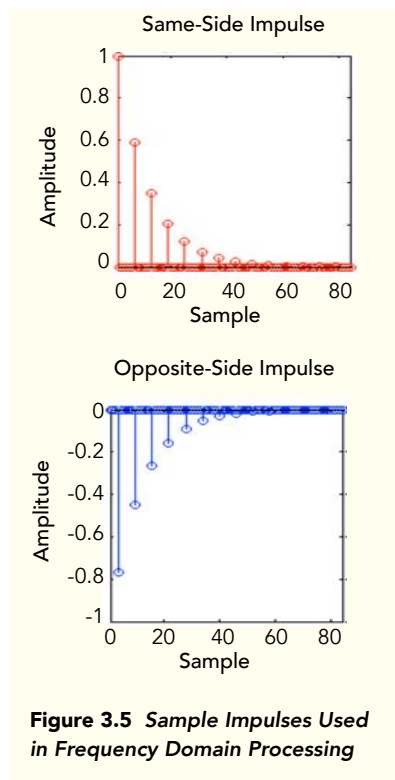 Same-Side Impulse
1
0.8
0.6
0.4
0.2
0
Amplitude
0 20 40 60 80
Sample
Opposite-Side Impulse
0
-0.2
-0.4
-0.6
-0.8
-1
Amplitude
0 20 40 60 80
Sample
Figure 3.5 Sample Impulses Used
in Frequency Domain Processing